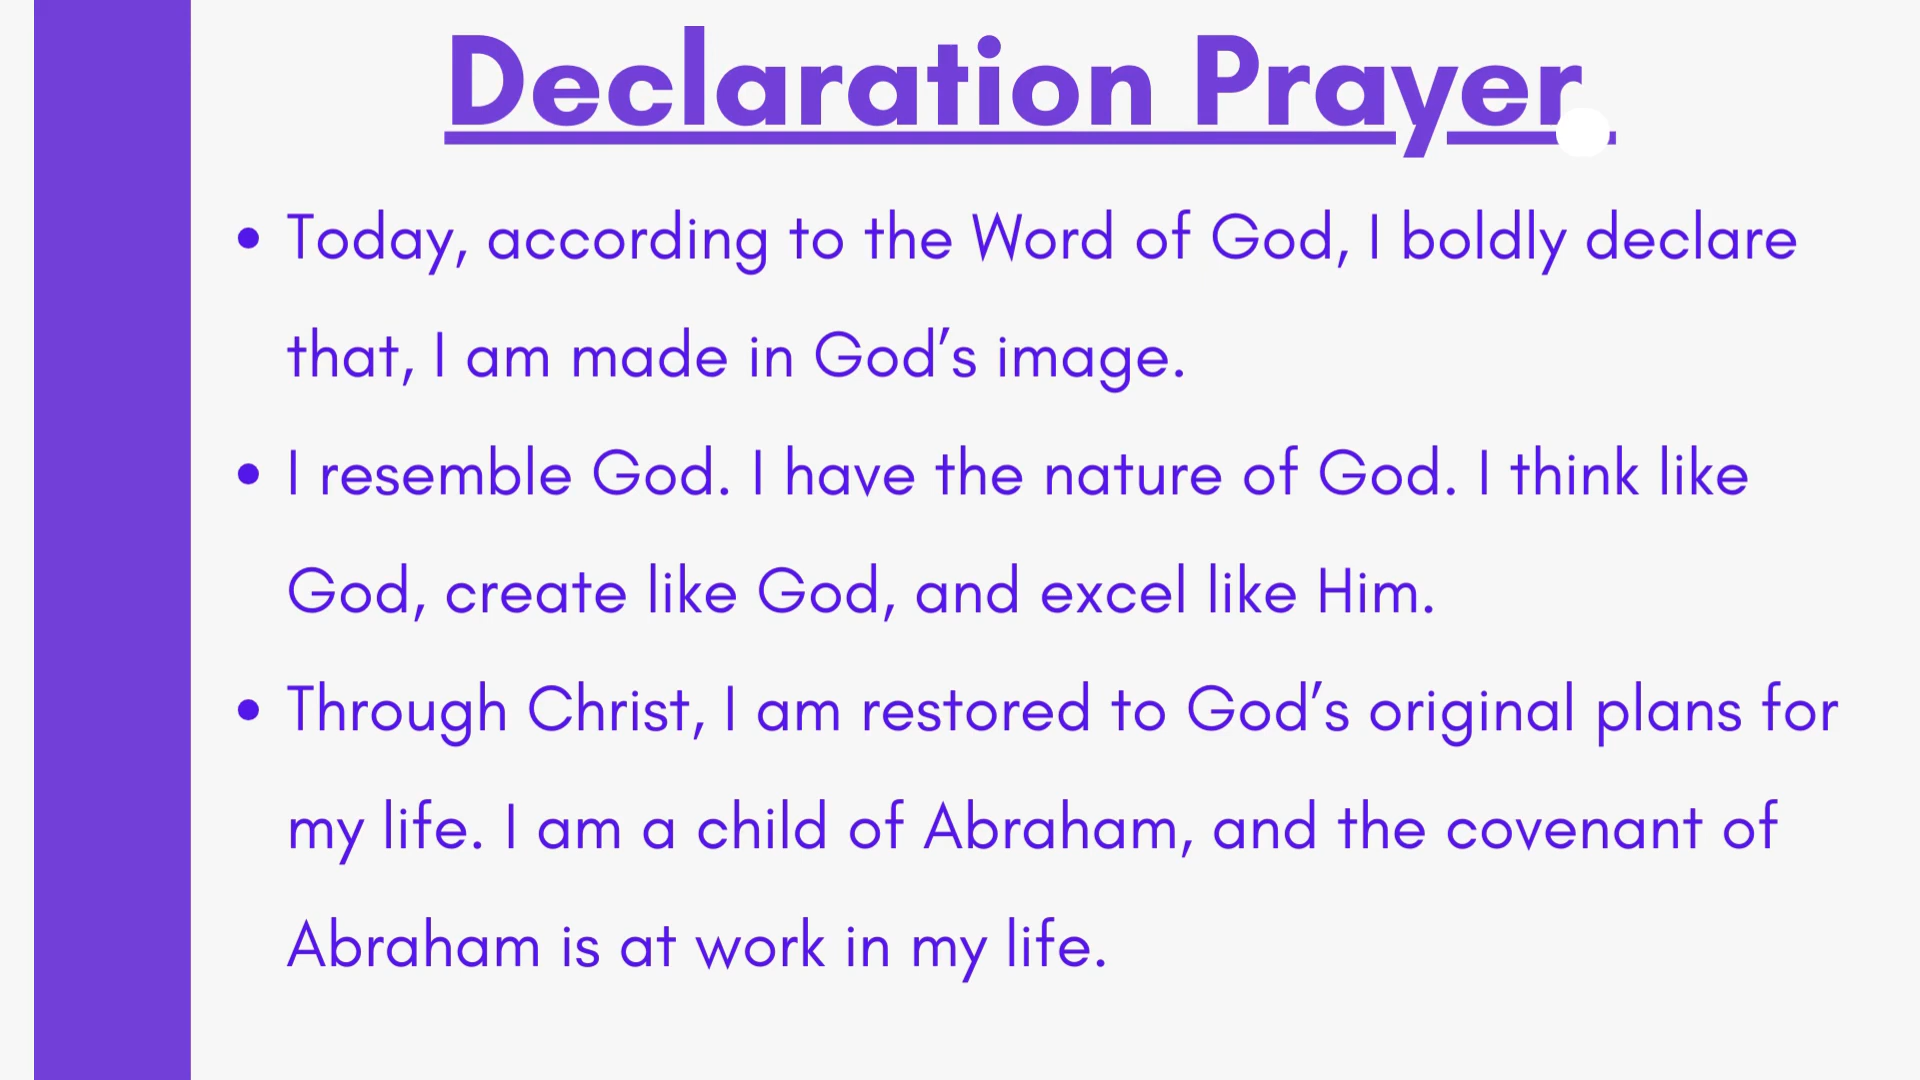 Declaration Prayer
• Today, according to the Word of God, I boldly declare
that, I am made in God’s image.
• I resemble God. I have the nature of God. I think like
God, create like God, and excel like Him.
• Through Christ, I am restored to God’s original plans for
my life. I am a child of Abraham, and the covenant of
Abraham is at work in my life.